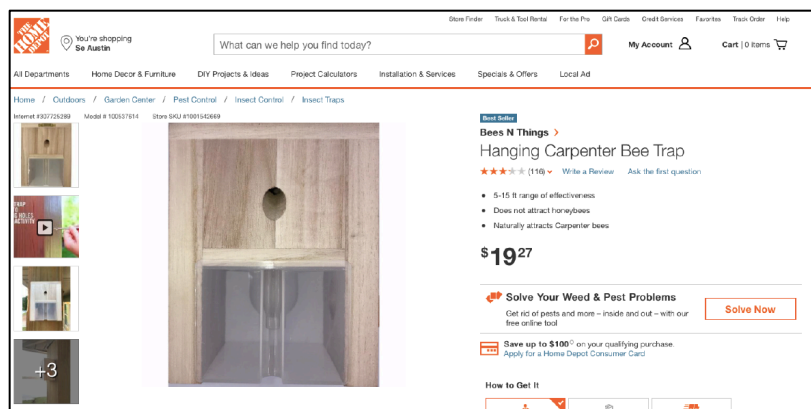 Store Finder Truck & Tool Rental For the Pro Gift Cards Credit Services Favorites Track Order Help
THE HOME DEPOT
You're shopping
Se Austin
What can we help you find today?
My Account
Cart | 0 items
All Departments Home Decor & Furniture DIY Projects & Ideas Project Calculators Installation & Services Specials & Offers Local Ad
Home / Outdoors / Garden Center / Pest Control / Insect Control / Insect Traps
Internet #307725289 Model # 100537614 Store SKU #1001542669
Best Seller
Bees N Things
Hanging Carpenter Bee Trap
(116) Write a Review Ask the first question
• 5-15 ft range of effectiveness
• Does not attract honeybees
• Naturally attracts Carpenter bees
$19 27
Solve Your Weed & Pest Problems
Get rid of pests and more – inside and out – with our
free online tool
Solve Now
Save up to $100 on your qualifying purchase.
Apply for a Home Depot Consumer Card
+3
How to Get It